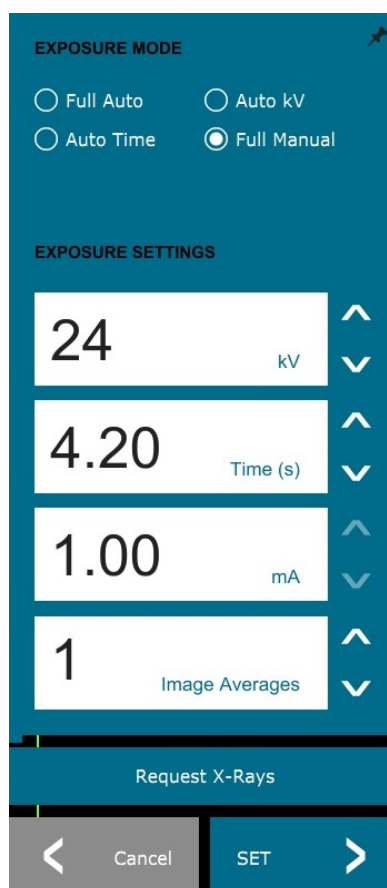 EXPOSURE MODE
Full Auto Auto kV
Auto Time Full Manual
EXPOSURE SETTINGS
24 kV
4.20 Time (s)
1.00 mA
1 Image Averages
Request X-Rays
Cancel SET